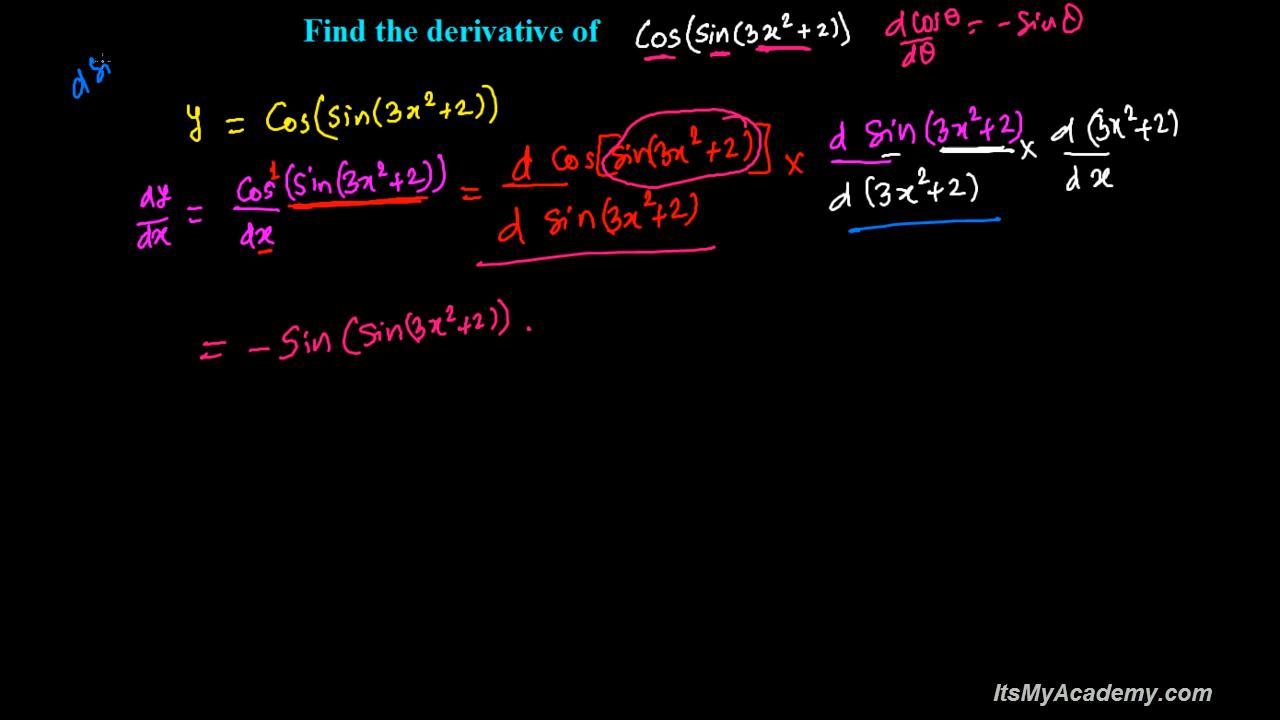 Find the derivative of Cos(Sin(3x²+2)) dCosθ/dθ = -Sinθ
d Si
y = Cos(Sin(3x²+2))
dy/dx = Cos¹(Sin(3x²+2))/dx = d Cos[Sin(3x²+2)]/d Sin(3x²+2) × d Sin(3x²+2)/d(3x²+2) × d(3x²+2)/dx
= -Sin(Sin(3x²+2)) .
ItsMyAcademy.com